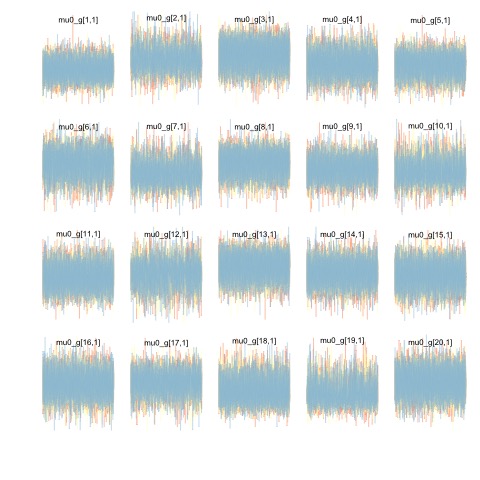 mu0_g[1,1] mu0_g[2,1] mu0_g[3,1] mu0_g[4,1] mu0_g[5,1]
mu0_g[6,1] mu0_g[7,1] mu0_g[8,1] mu0_g[9,1] mu0_g[10,1]
mu0_g[11,1] mu0_g[12,1] mu0_g[13,1] mu0_g[14,1] mu0_g[15,1]
mu0_g[16,1] mu0_g[17,1] mu0_g[18,1] mu0_g[19,1] mu0_g[20,1]